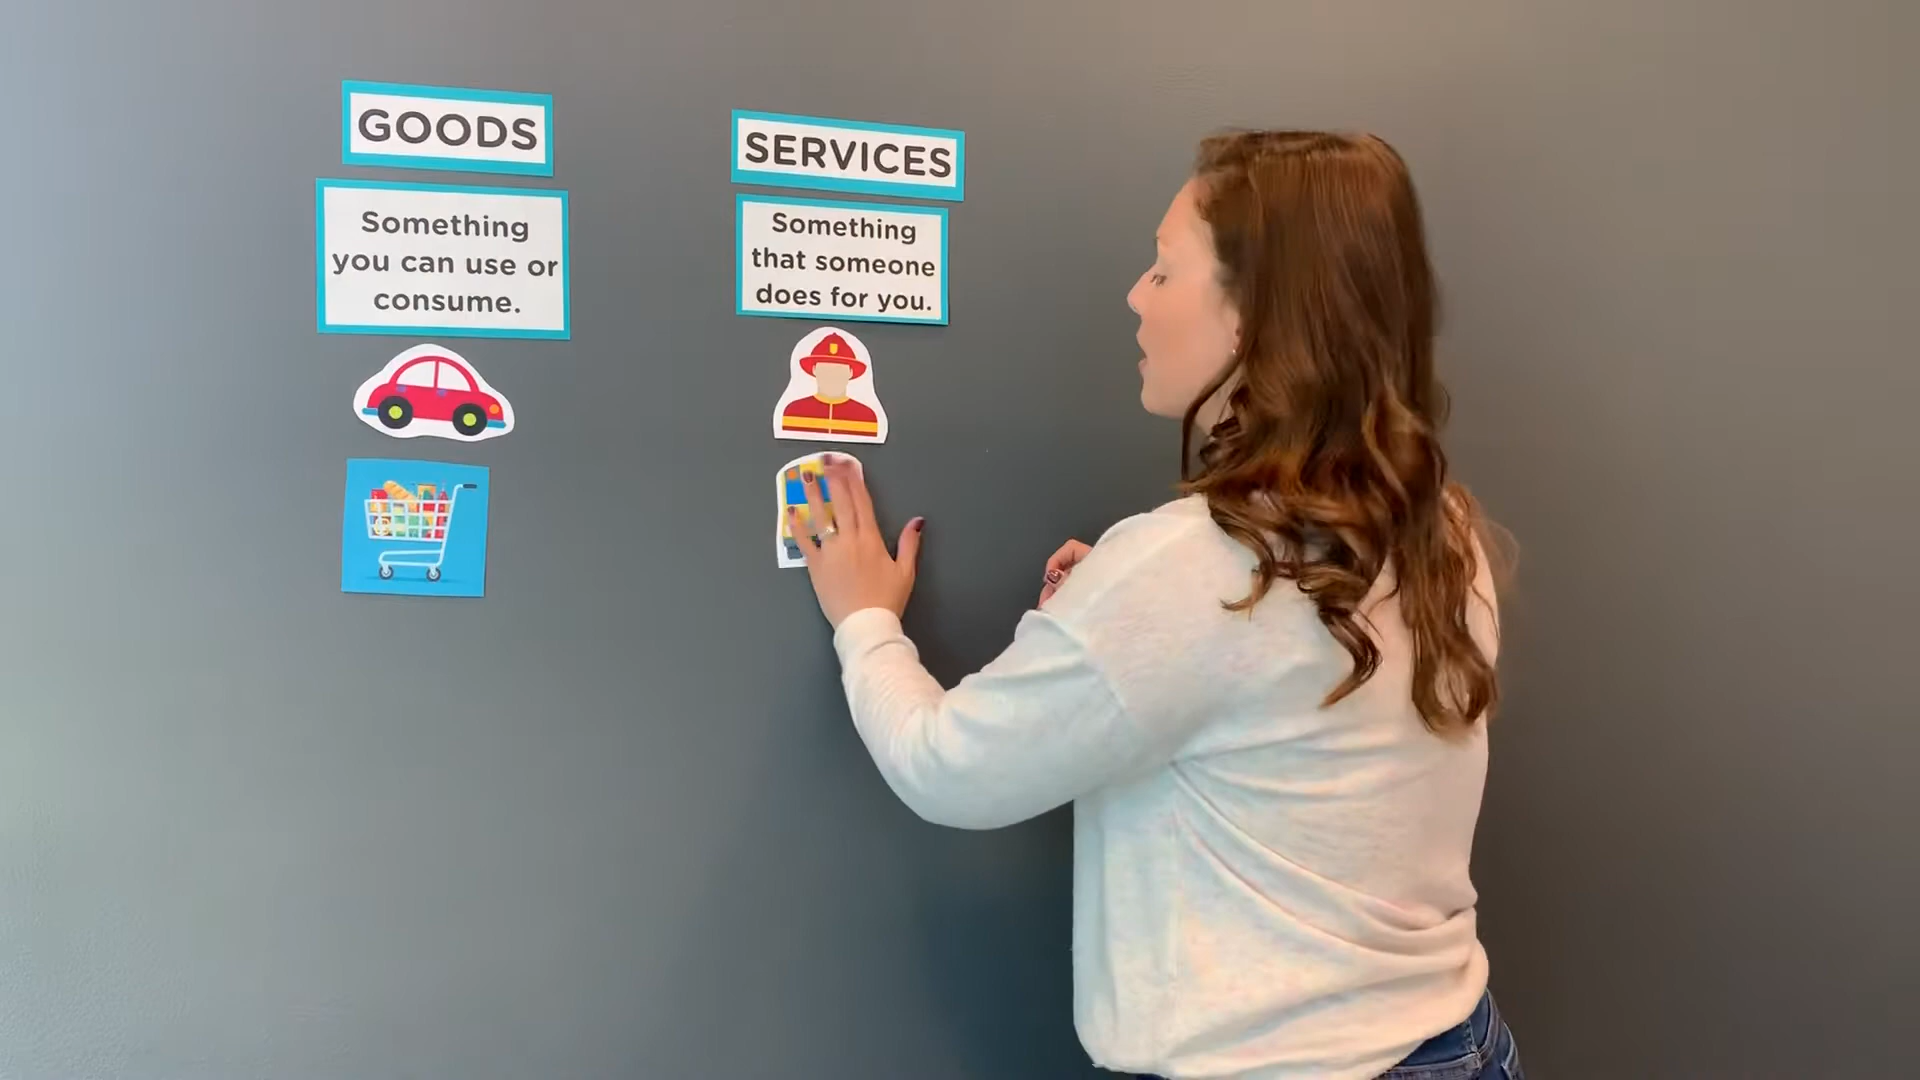 GOODS
Something
you can use or
consume.
SERVICES
Something
that someone
does for you.